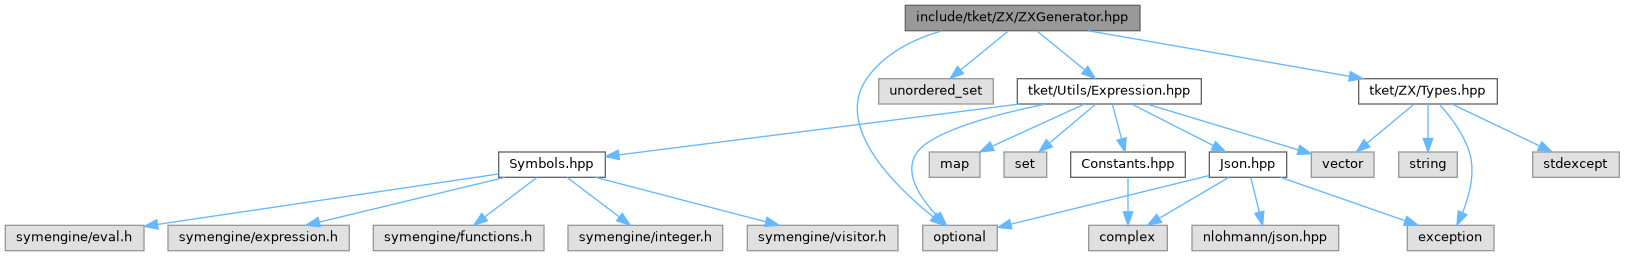 include/tket/ZX/ZXGenerator.hpp
unordered_set
tket/Utils/Expression.hpp
tket/ZX/Types.hpp
Symbols.hpp
map
set
Constants.hpp
Json.hpp
vector
string
stdexcept
symengine/eval.h
symengine/expression.h
symengine/functions.h
symengine/integer.h
symengine/visitor.h
optional
complex
nlohmann/json.hpp
exception